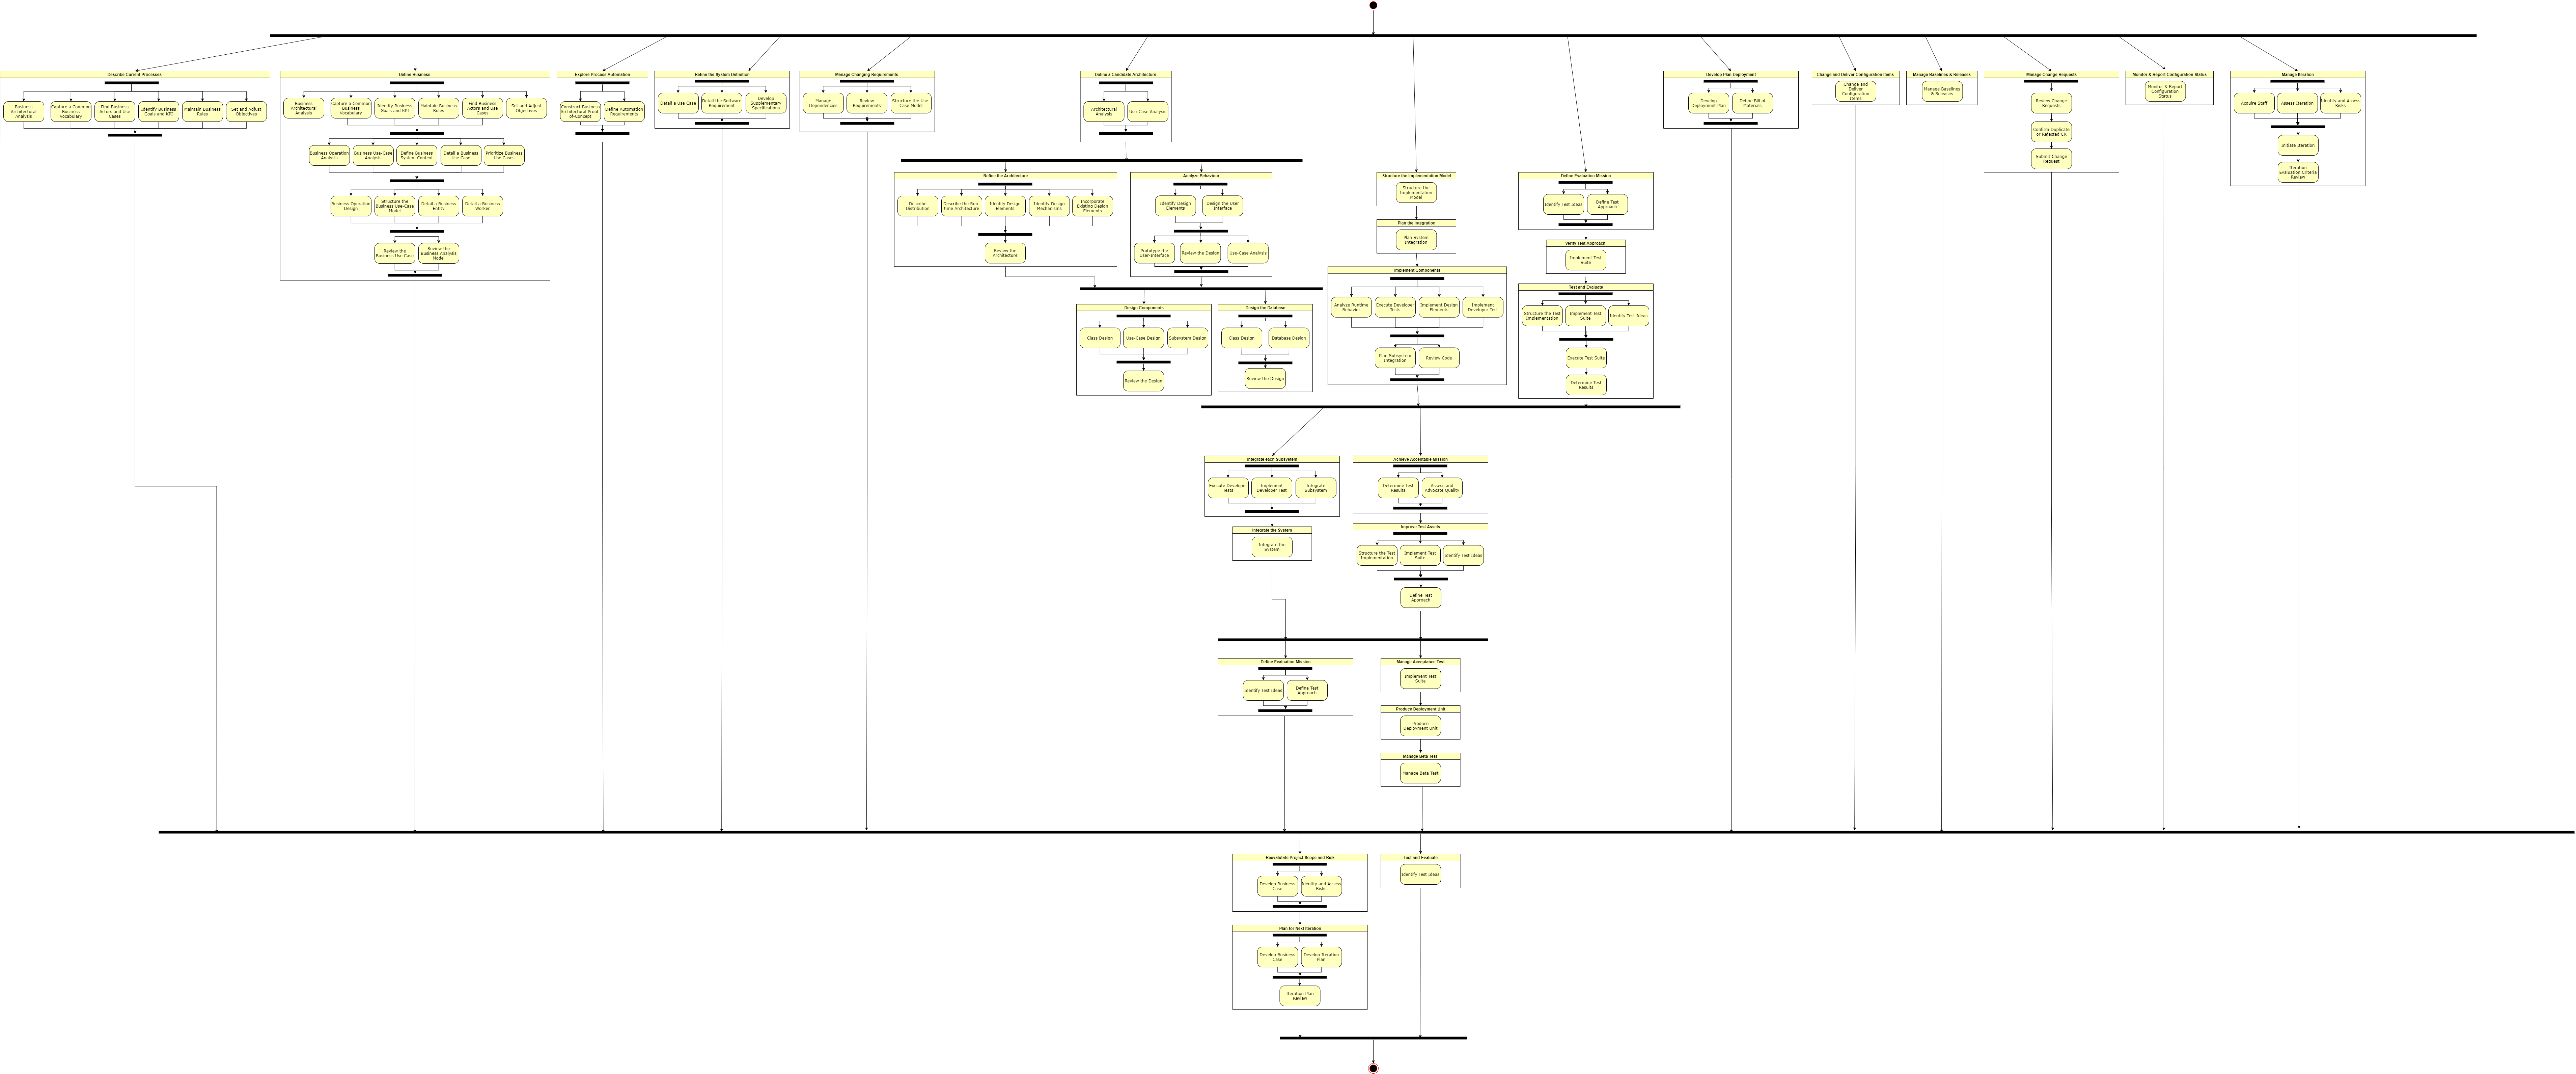 Describe Current Processes
Business
Architectural
Analysis
Capture a Common
Business
Vocabulary
Find Business
Actors and Use
Cases
Identify Business
Goals and KPI
Maintain Business
Rules
Set and Adjust
Objectives
Define Business
Business
Architectural
Analysis
Capture a Common
Business
Vocabulary
Identify Business
Goals and KPI
Maintain Business
Rules
Find Business
Actors and Use
Cases
Set and Adjust
Objectives
Business Operation
Analysis
Business Use-Case
Analysis
Define Business
System Context
Detail a Business
Use Case
Prioritize Business
Use Cases
Business Operation
Design
Structure the
Business Use-Case
Model
Detail a Business
Entity
Detail a Business
Worker
Review the
Business Use Case
Review the
Business Analysis
Model
Explore Process Automation
Construct Business
Architectural Proof-
of-Concept
Define Automation
Requirements
Refine the System Definition
Detail a Use Case
Detail the Software
Requirement
Develop
Supplementary
Specifications
Manage Changing Requirements
Manage
Dependencies
Review
Requirements
Structure the Use-
Case Model
Define a Candidate Architecture
Architectural
Analysis
Use-Case Analysis
Refine the Architecture
Describe
Distribution
Describe the Run-
time Architecture
Identify Design
Elements
Identify Design
Mechanisms
Incorporate
Existing Design
Elements
Review the
Architecture
Analyze Behaviour
Identify Design
Elements
Design the User
Interface
Prototype the
User-Interface
Review the Design
Use-Case Analysis
Design Components
Class Design
Use-Case Design
Subsystem Design
Review the Design
Design the Database
Class Design
Database Design
Review the Design
Structure the Implementation Model
Structure the
Implementation
Model
Plan the Integration
Plan System
Integration
Implement Components
Analyze Runtime
Behavior
Execute Developer
Tests
Implement Design
Elements
Implement
Developer Test
Plan Subsystem
Integration
Review Code
Define Evaluation Mission
Identify Test Ideas
Define Test
Approach
Verify Test Approach
Implement Test
Suite
Test and Evaluate
Structure the Test
Implementation
Implement Test
Suite
Identify Test Ideas
Execute Test Suite
Determine Test
Results
Develop Plan Deployment
Develop
Deployment Plan
Define Bill of
Materials
Change and Deliver Configuration Items
Change and
Deliver
Configuration
Items
Manage Baselines & Releases
Manage Baselines
& Releases
Manage Change Requests
Review Change
Requests
Confirm Duplicate
or Rejected CR
Submit Change
Request
Monitor & Report Configuration Status
Monitor & Report
Configuration
Status
Manage Iteration
Acquire Staff
Assess Iteration
Identify and Assess
Risks
Initiate Iteration
Iteration
Evaluation Criteria
Review
Integrate each Subsystem
Execute Developer
Tests
Implement
Developer Test
Integrate
Subsystem
Integrate the System
Integrate the
System
Achieve Acceptable Mission
Determine Test
Results
Assess and
Advocate Quality
Improve Test Assets
Structure the Test
Implementation
Implement Test
Suite
Identify Test Ideas
Define Test
Approach
Define Evaluation Mission
Identify Test Ideas
Define Test
Approach
Manage Acceptance Test
Implement Test
Suite
Produce Deployment Unit
Produce
Deployment Unit
Manage Beta Test
Manage Beta Test
Reevalutate Project Scope and Risk
Develop Business
Case
Identify and Assess
Risks
Test and Evaluate
Identify Test Ideas
Plan for Next Iteration
Develop Business
Case
Develop Iteration
Plan
Iteration Plan
Review